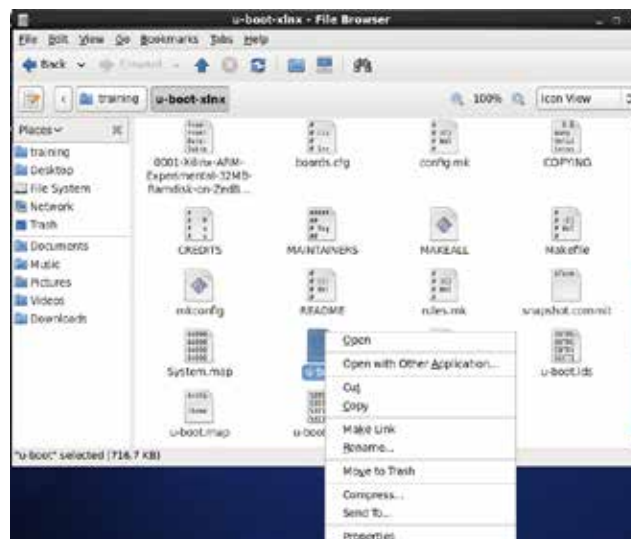 u-boot-xlnx - File Browser
File Edit View Go Bookmarks Tabs Help
Back
training u-boot-xlnx 100% Icon View
Places
training
Desktop
File System
Network
Trash
Documents
Music
Pictures
Videos
Downloads
0001-Xilinx-ARM-
Experimental-32MB-
Ramdisk-on-ZedB...
boards.cfg
config.mk
COPYING
CREDITS
MAINTAINERS
MAKEALL
Makefile
mkconfig
README
rules.mk
snapshot.commit
System.map
u-boot.lds
u-boot.map
Open
Open with Other Application...
Cut
Copy
Make Link
Rename...
Move to Trash
Compress...
Send To...
Properties
"u-boot" selected (716.7 KB)